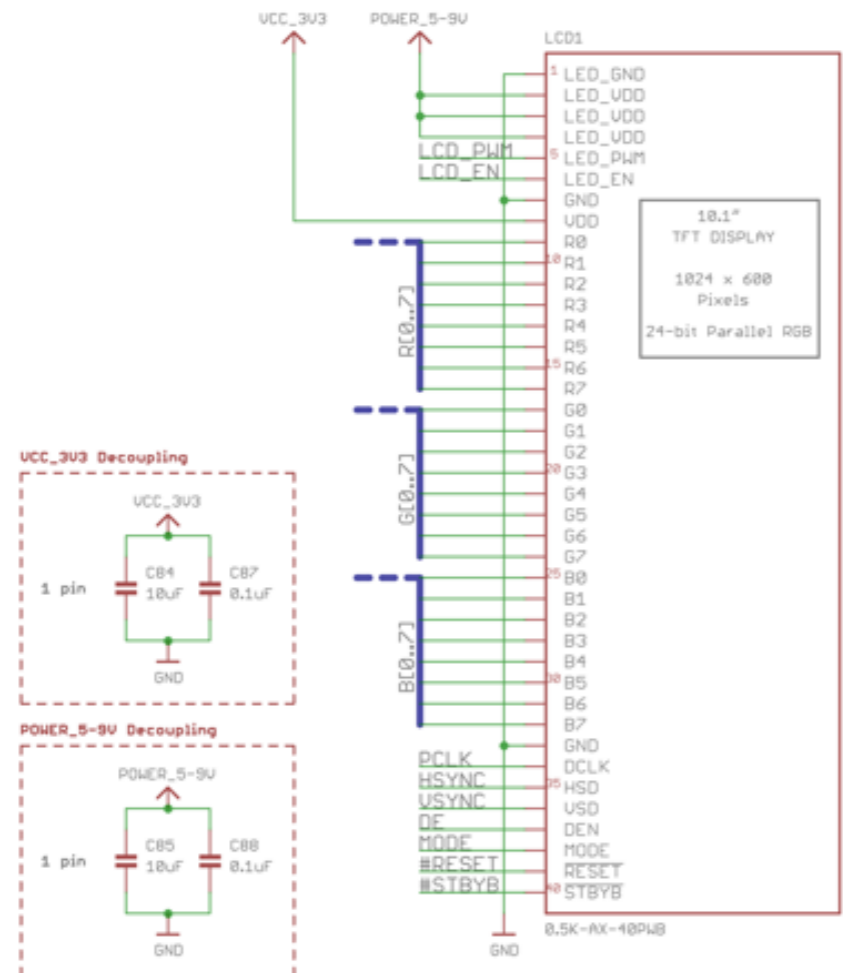 VCC_3V3
POWER_5-9V
LCD1
1 LED_GND
LED_VDD
LED_VDD
LED_VDD
LCD_PWM 5 LED_PWM
LCD_EN LED_EN
GND
VDD
R[0..7]
R0
10 R1
R2
R3
R4
R5
15 R6
R7
G[0..7]
G0
G1
G2
20 G3
G4
G5
G6
G7
B[0..7]
25 B0
B1
B2
B3
B4
30 B5
B6
B7
GND
PCLK DCLK
HSYNC 35 HSD
VSYNC VSD
DE DEN
MODE MODE
#RESET RESET
#STBYB 40 STBYB
GND
0.5K-AX-40PWB
10.1"
TFT DISPLAY
1024 x 600
Pixels
24-bit Parallel RGB
VCC_3V3 Decoupling
VCC_3V3
1 pin
C84
10uF
C87
0.1uF
GND
POWER_5-9V Decoupling
POWER_5-9V
1 pin
C85
10uF
C88
0.1uF
GND